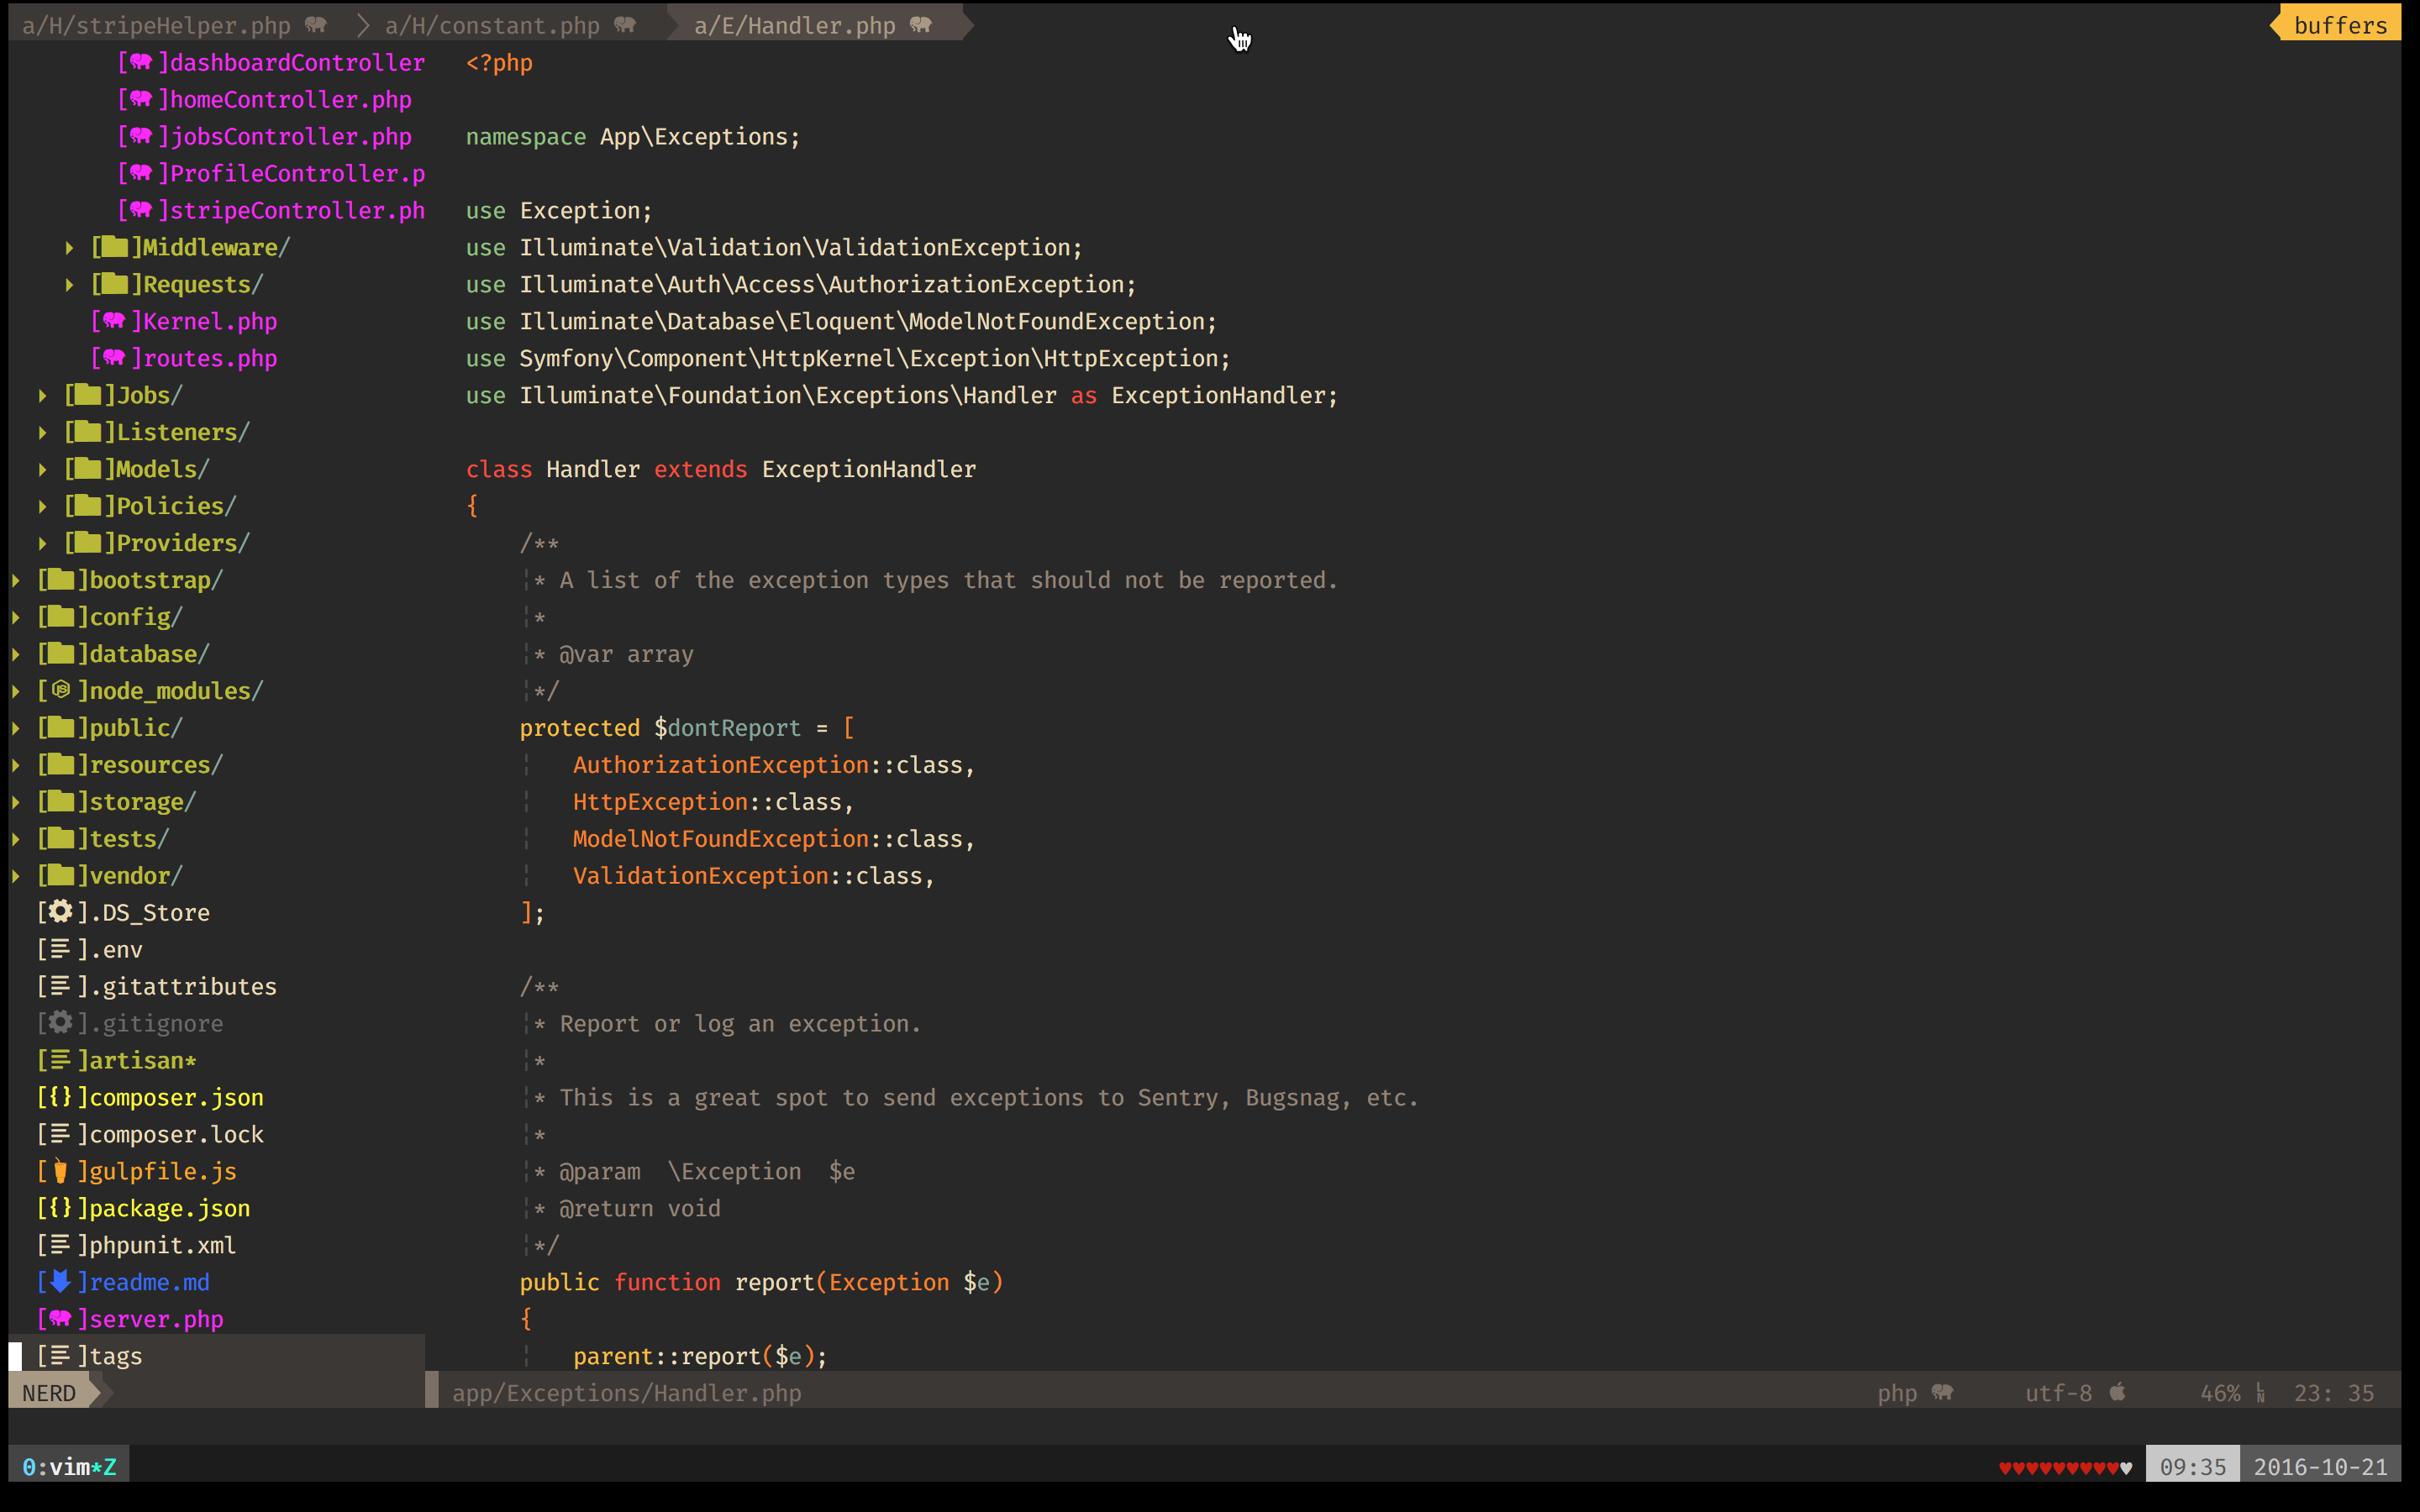 a/H/stripeHelper.php a/H/constant.php a/E/Handler.php buffers
[]dashboardController
[]homeController.php
[]jobsController.php
[]ProfileController.p
[]stripeController.ph
[]Middleware/
[]Requests/
[]Kernel.php
[]routes.php
[]Jobs/
[]Listeners/
[]Models/
[]Policies/
[]Providers/
[]bootstrap/
[]config/
[]database/
[]node_modules/
[]public/
[]resources/
[]storage/
[]tests/
[]vendor/
[].DS_Store
[].env
[].gitattributes
[].gitignore
[]artisan*
[{}]composer.json
[]composer.lock
[]gulpfile.js
[{}]package.json
[]phpunit.xml
[]readme.md
[]server.php
[]tags
NERD
<?php
namespace App\Exceptions;
use Exception;
use Illuminate\Validation\ValidationException;
use Illuminate\Auth\Access\AuthorizationException;
use Illuminate\Database\Eloquent\ModelNotFoundException;
use Symfony\Component\HttpKernel\Exception\HttpException;
use Illuminate\Foundation\Exceptions\Handler as ExceptionHandler;
class Handler extends ExceptionHandler
{
/**
¦* A list of the exception types that should not be reported.
¦*
¦* @var array
¦*/
protected $dontReport = [
¦   AuthorizationException::class,
¦   HttpException::class,
¦   ModelNotFoundException::class,
¦   ValidationException::class,
];
/**
¦* Report or log an exception.
¦*
¦* This is a great spot to send exceptions to Sentry, Bugsnag, etc.
¦*
¦* @param  \Exception  $e
¦* @return void
¦*/
public function report(Exception $e)
{
¦   parent::report($e);
app/Exceptions/Handler.php php utf-8 46% LN 23: 35
0:vim*Z ♥♥♥♥♥♥♥♥♥♥ 09:35 2016-10-21